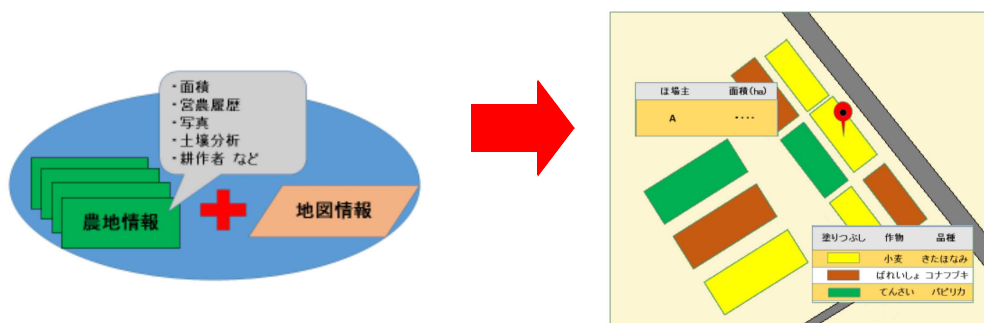 ・面積
・営農履歴
・写真
・土壌分析
・耕作者 など
農地情報
地図情報
ほ場主 面積(ha)
A ・・・・
塗りつぶし 作物 品種
小麦 きたほなみ
ばれいしょ コナフブキ
てんさい パピリカ